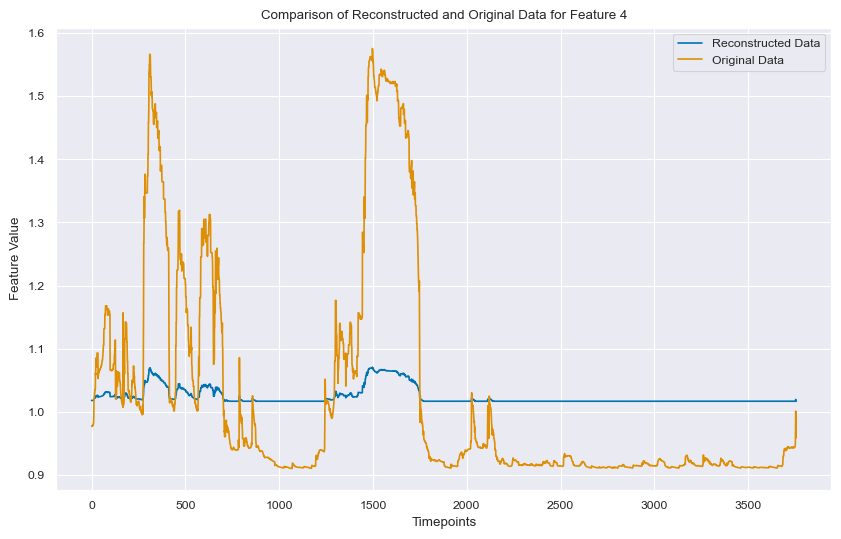 Comparison of Reconstructed and Original Data for Feature 4
Reconstructed Data
Original Data
Feature Value
1.6
1.5
1.4
1.3
1.2
1.1
1.0
0.9
0 500 1000 1500 2000 2500 3000 3500
Timepoints